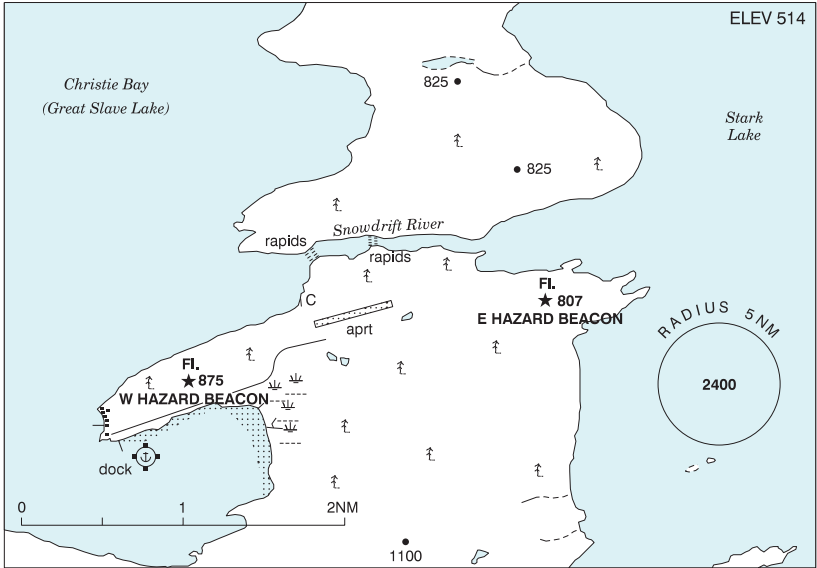 ELEV 514
825
Christie Bay
(Great Slave Lake)
Stark
Lake
825
Snowdrift River
rapids
rapids
Fl.
807
E HAZARD BEACON
C
aprt
RADIUS 5NM
2400
Fl.
875
W HAZARD BEACON
dock
0 1 2NM
1100